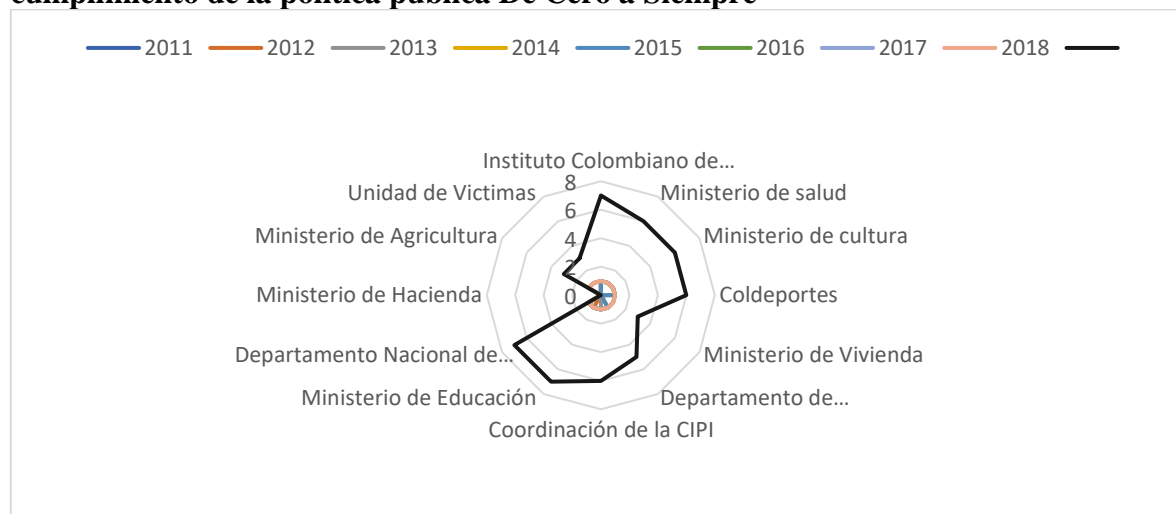 cumplimiento de la política pública De Cero a Siempre
2011 2012 2013 2014 2015 2016 2017 2018
Instituto Colombiano de...
Unidad de Victimas
8
Ministerio de salud
6
Ministerio de Agricultura
Ministerio de cultura
4
2
Ministerio de Hacienda
0
Coldeportes
Departamento Nacional de...
Ministerio de Vivienda
Ministerio de Educación
Departamento de...
Coordinación de la CIPI